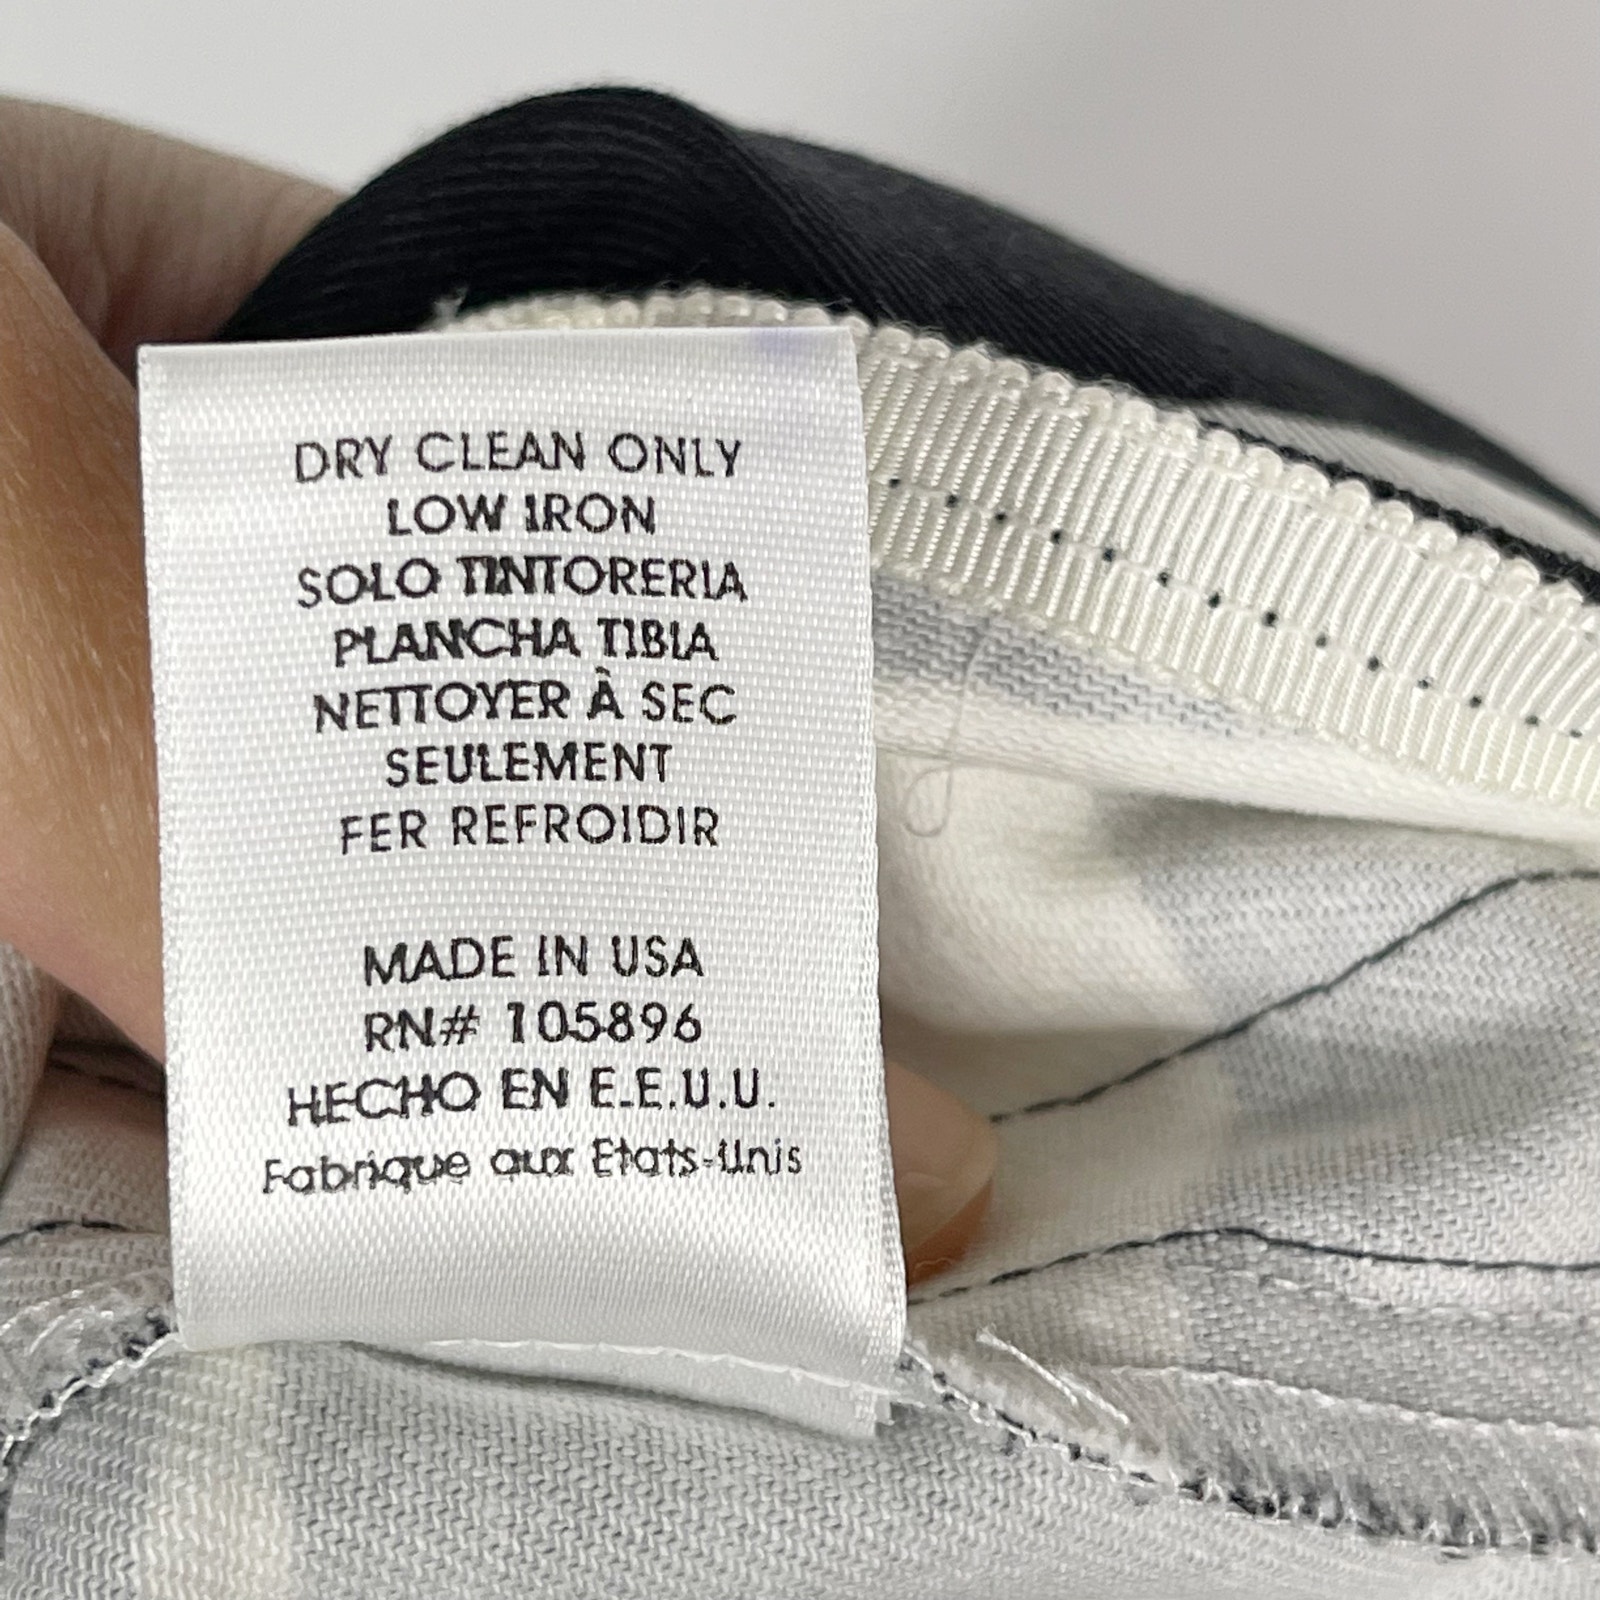 DRY CLEAN ONLY
LOW IRON
SOLO TINTORERIA
PLANCHA TIBIA
NETTOYER À SEC
SEULEMENT
FER REFROIDIR
MADE IN USA
RN# 105896
HECHO EN E.E.U.U.
Fabrique aux Etats-Unis